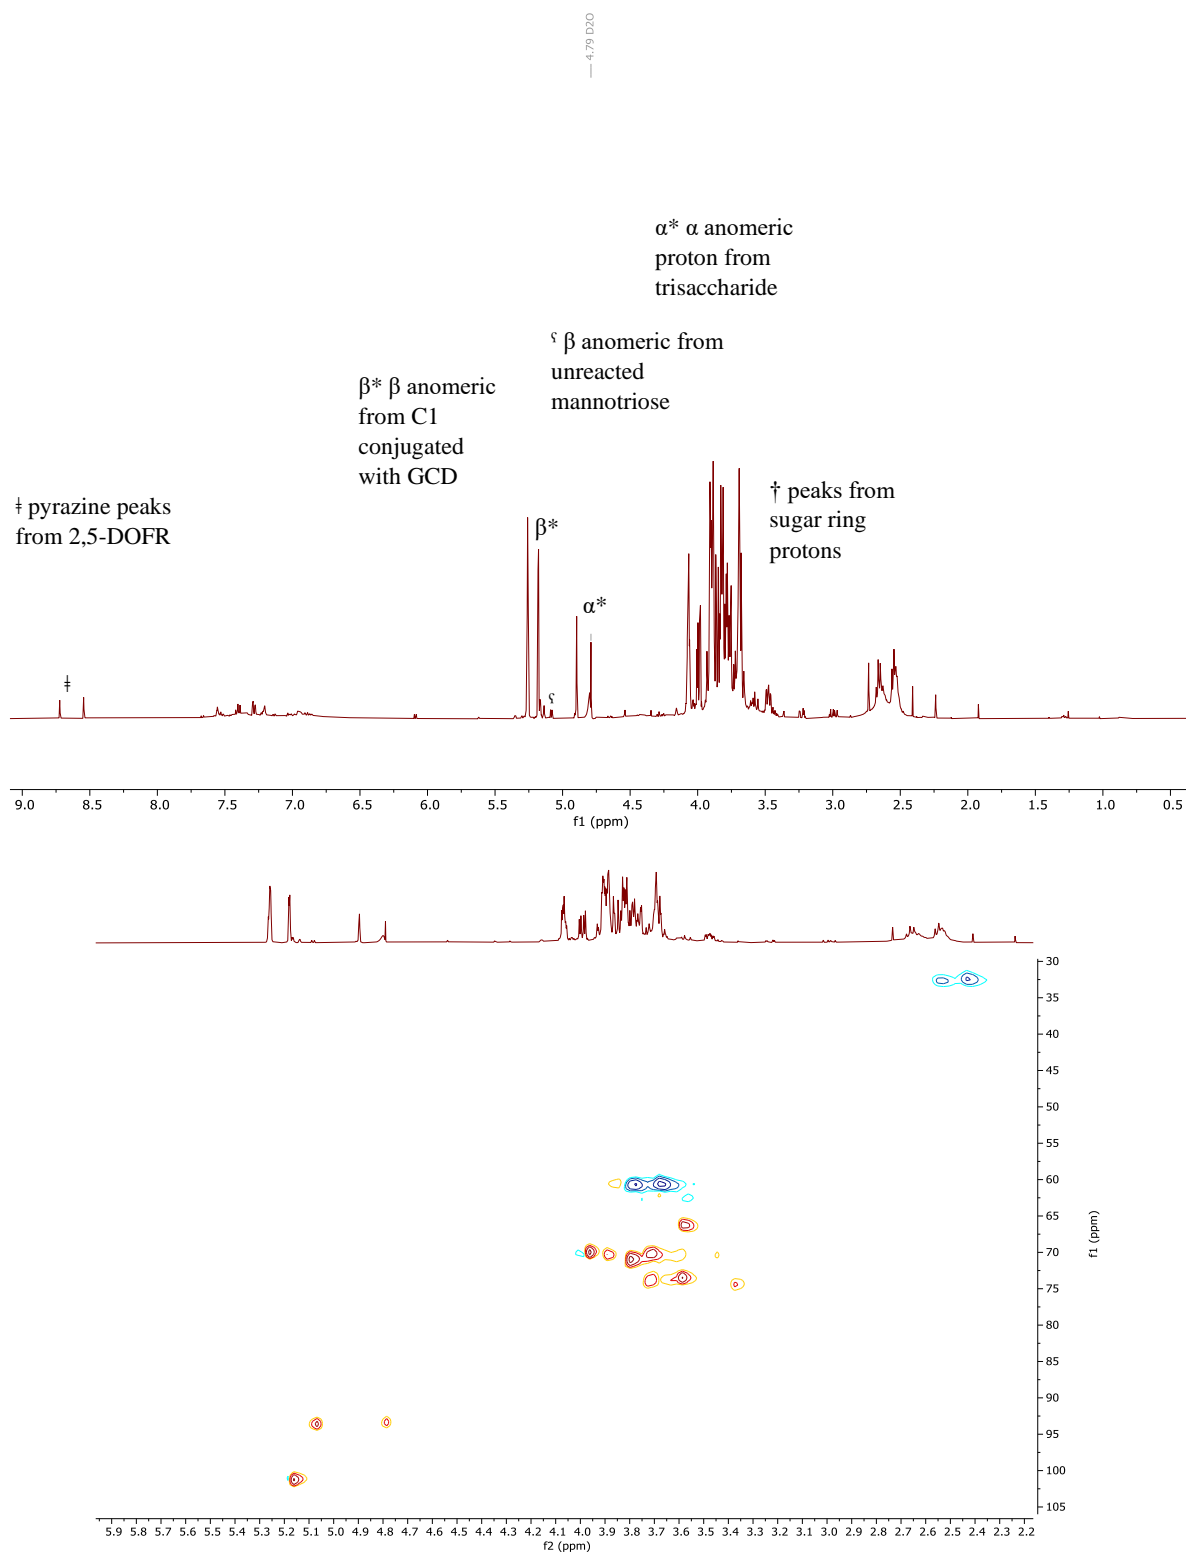 4.79 D2O
α* α anomeric
proton from
trisaccharide
ʕ β anomeric from
unreacted
mannotriose
β* β anomeric
from C1
conjugated
with GCD
† peaks from
sugar ring
protons
ǂ pyrazine peaks
from 2,5-DOFR
β*
α*
ǂ
ʕ
9.0 8.5 8.0 7.5 7.0 6.5 6.0 5.5 5.0 4.5 4.0 3.5 3.0 2.5 2.0 1.5 1.0 0.5
f1 (ppm)
30
35
40
45
50
55
60
65
70
75
80
85
90
95
100
105
f1 (ppm)
5.9 5.8 5.7 5.6 5.5 5.4 5.3 5.2 5.1 5.0 4.9 4.8 4.7 4.6 4.5 4.4 4.3 4.2 4.1 4.0 3.9 3.8 3.7 3.6 3.5 3.4 3.3 3.2 3.1 3.0 2.9 2.8 2.7 2.6 2.5 2.4 2.3 2.2
f2 (ppm)